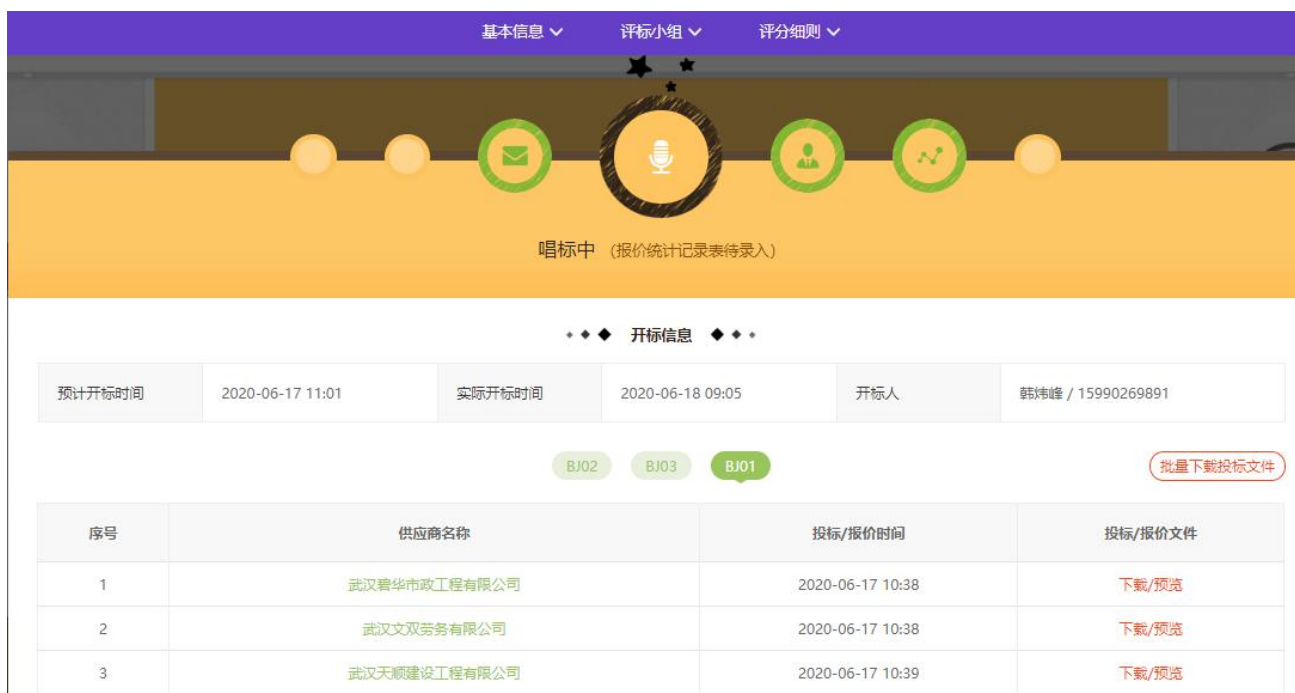 基本信息 评标小组 评分细则
唱标中 (报价统计记录表待录入)
开标信息
预计开标时间 2020-06-17 11:01 实际开标时间 2020-06-18 09:05 开标人 韩炜峰 / 15990269891
BJ02 BJ03 BJ01 批量下载投标文件
序号 供应商名称 投标/报价时间 投标/报价文件
1 武汉碧华市政工程有限公司 2020-06-17 10:38 下载/预览
2 武汉文双劳务有限公司 2020-06-17 10:38 下载/预览
3 武汉天顺建设工程有限公司 2020-06-17 10:39 下载/预览